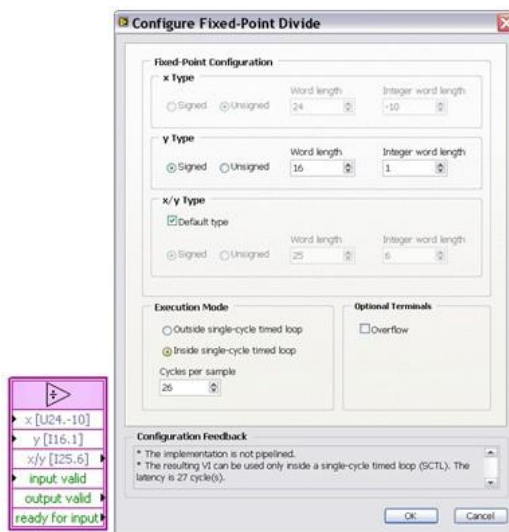 Configure Fixed-Point Divide
Fixed-Point Configuration
x Type
Word length Integer word length
Signed Unsigned 24 -10
y Type
Word length Integer word length
Signed Unsigned 16 1
x/y Type
Default type
Word length Integer word length
Signed Unsigned 25 6
Execution Mode Optional Terminals
Outside single-cycle timed loop Overflow
Inside single-cycle timed loop
Cycles per sample
26
x [U24.-10]
y [I16.1]
x/y [I25.6]
input valid
output valid
ready for input
Configuration Feedback
* The implementation is not pipelined.
* The resulting VI can be used only inside a single-cycle timed loop (SCTL). The
latency is 27 cycle(s).
OK Cancel